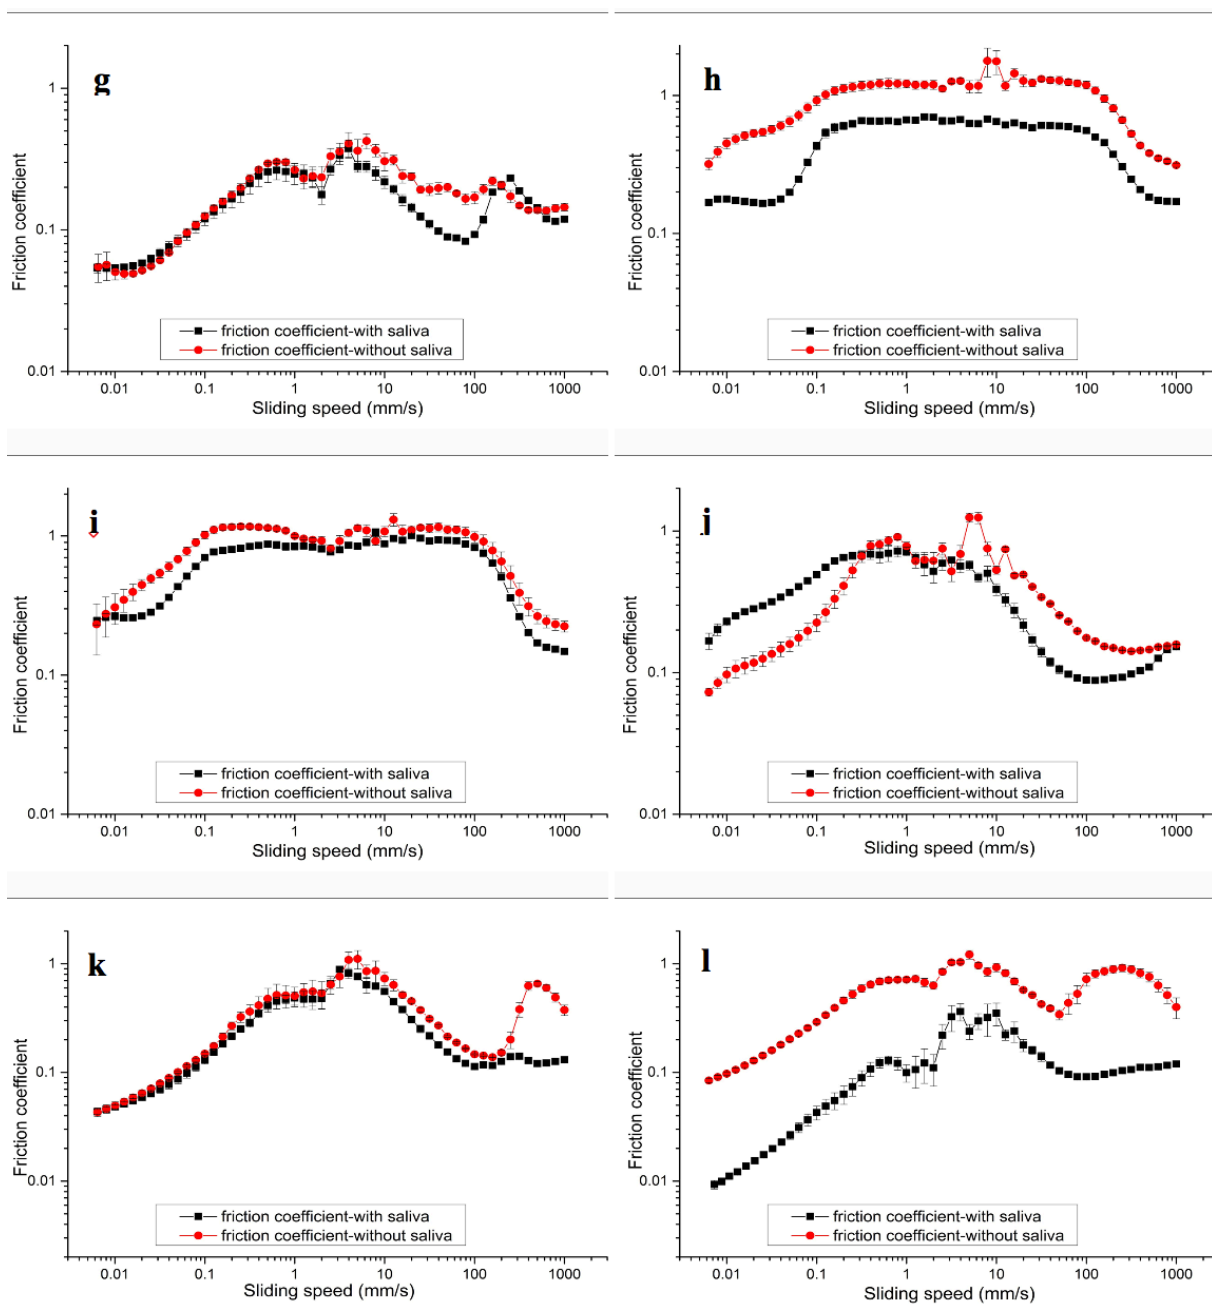 g
1
0.1
0.01
Friction coefficient
friction coefficient-with saliva
friction coefficient-without saliva
0.01 0.1 1 10 100 1000
Sliding speed (mm/s)
h
1
0.1
0.01
Friction coefficient
friction coefficient-with saliva
friction coefficient-without saliva
0.01 0.1 1 10 100 1000
Sliding speed (mm/s)
i
1
0.1
0.01
Friction coefficient
friction coefficient-with saliva
friction coefficient-without saliva
0.01 0.1 1 10 100 1000
Sliding speed (mm/s)
j
1
0.1
0.01
Friction coefficient
friction coefficient-with saliva
friction coefficient-without saliva
0.01 0.1 1 10 100 1000
Sliding speed (mm/s)
k
1
0.1
0.01
Friction coefficient
friction coefficient-with saliva
friction coefficient-without saliva
0.01 0.1 1 10 100 1000
Sliding speed (mm/s)
l
1
0.1
0.01
Friction coefficient
friction coefficient-with saliva
friction coefficient-without saliva
0.01 0.1 1 10 100 1000
Sliding speed (mm/s)